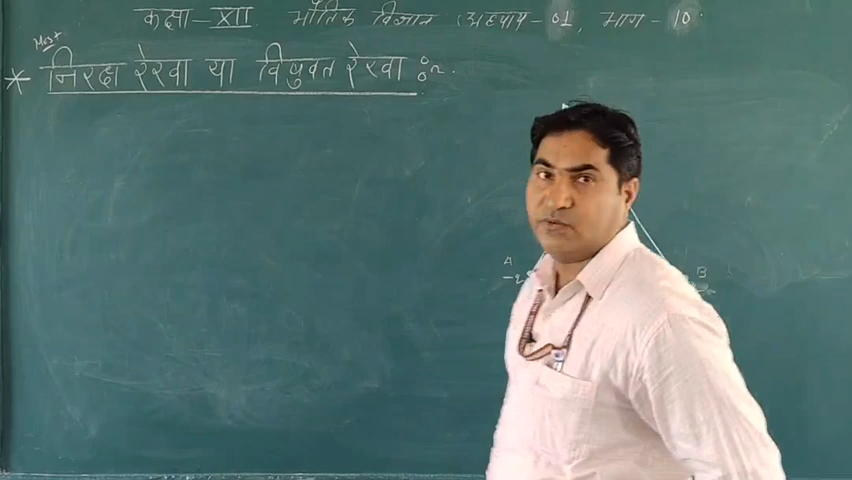 कक्षा-XII. भौतिक विज्ञान (अध्याय-01, भाग-10.
Most
* निरक्ष रेखा या विषुवत रेखा :~.
A
B
-q